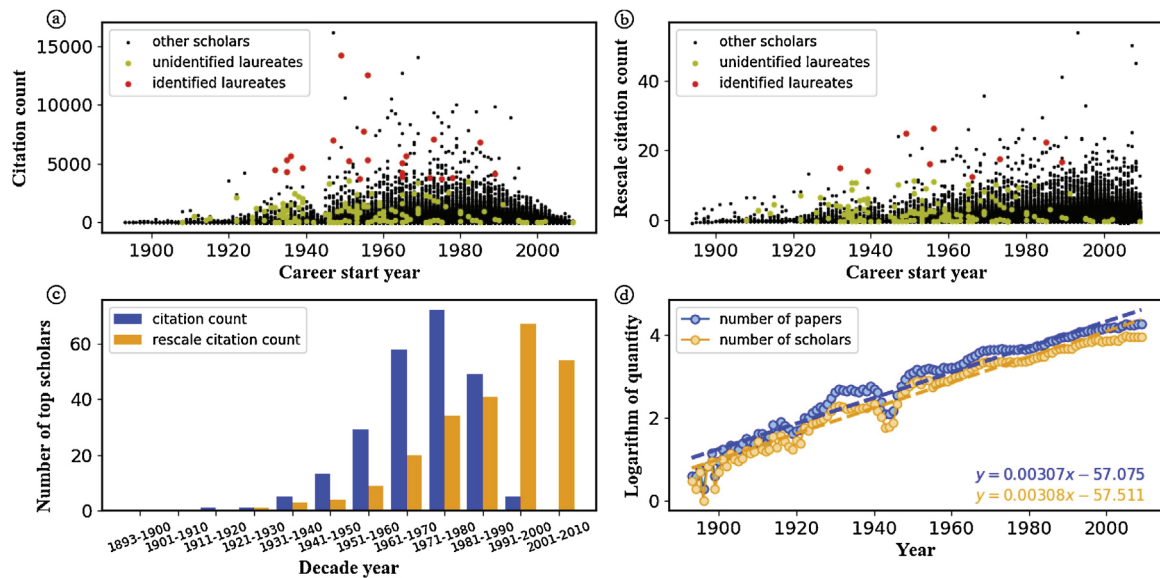 ⓐ
15000
10000
5000
0
Citation count
other scholars
unidentified laureates
identified laureates
1900 1920 1940 1960 1980 2000
Career start year
ⓑ
40
20
0
Rescale citation count
other scholars
unidentified laureates
identified laureates
1900 1920 1940 1960 1980 2000
Career start year
ⓒ
60
40
20
0
Number of top scholars
citation count
rescale citation count
1893-1900 1901-1910 1911-1920 1921-1930 1931-1940 1941-1950 1951-1960 1961-1970 1971-1980 1981-1990 1991-2000 2001-2010
Decade year
ⓓ
4
2
0
Logarithm of quantity
number of papers
number of scholars
y = 0.00307x − 57.075
y = 0.00308x − 57.511
1900 1920 1940 1960 1980 2000
Year